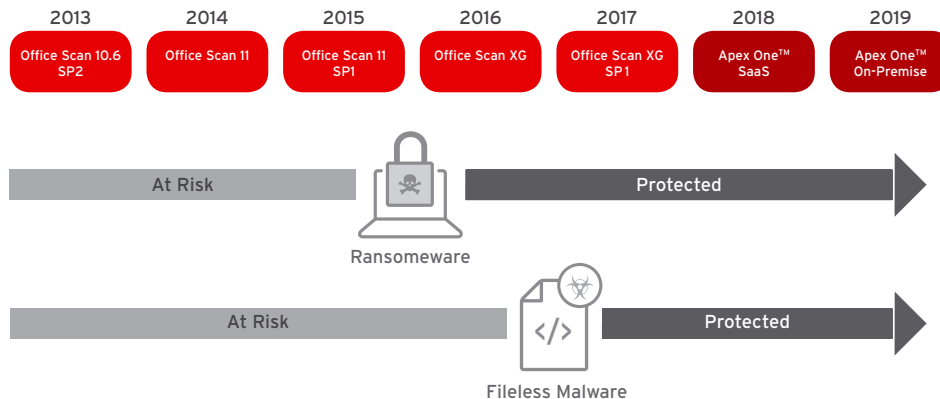 2013 2014 2015 2016 2017 2018 2019
Office Scan 10.6
SP2
Office Scan 11
Office Scan 11
SP1
Office Scan XG
Office Scan XG
SP1
Apex One™
SaaS
Apex One™
On-Premise
At Risk
Protected
Ransomeware
At Risk
Protected
</>
Fileless Malware